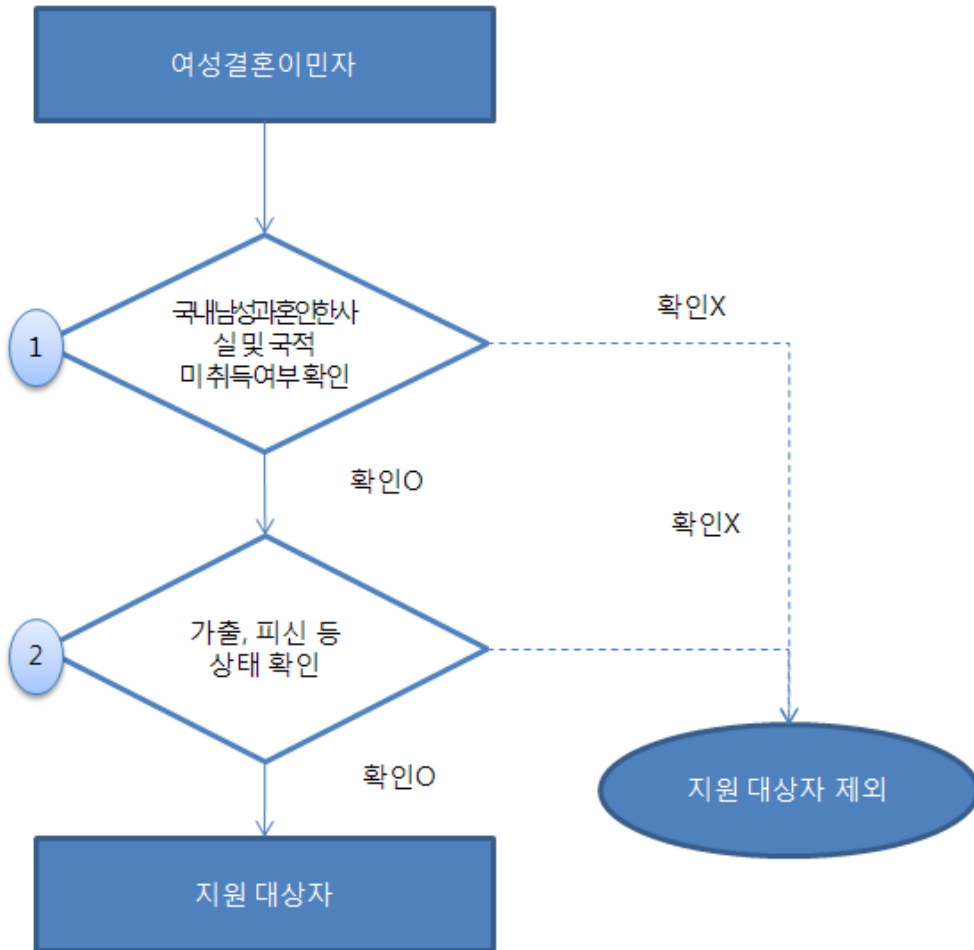 여성결혼이민자
국내남성과혼인한사
실 및 국적
미 취득여부 확인
1
확인X
확인O
확인X
가출, 피신 등
상태 확인
2
확인O
지원 대상자 제외
지원 대상자